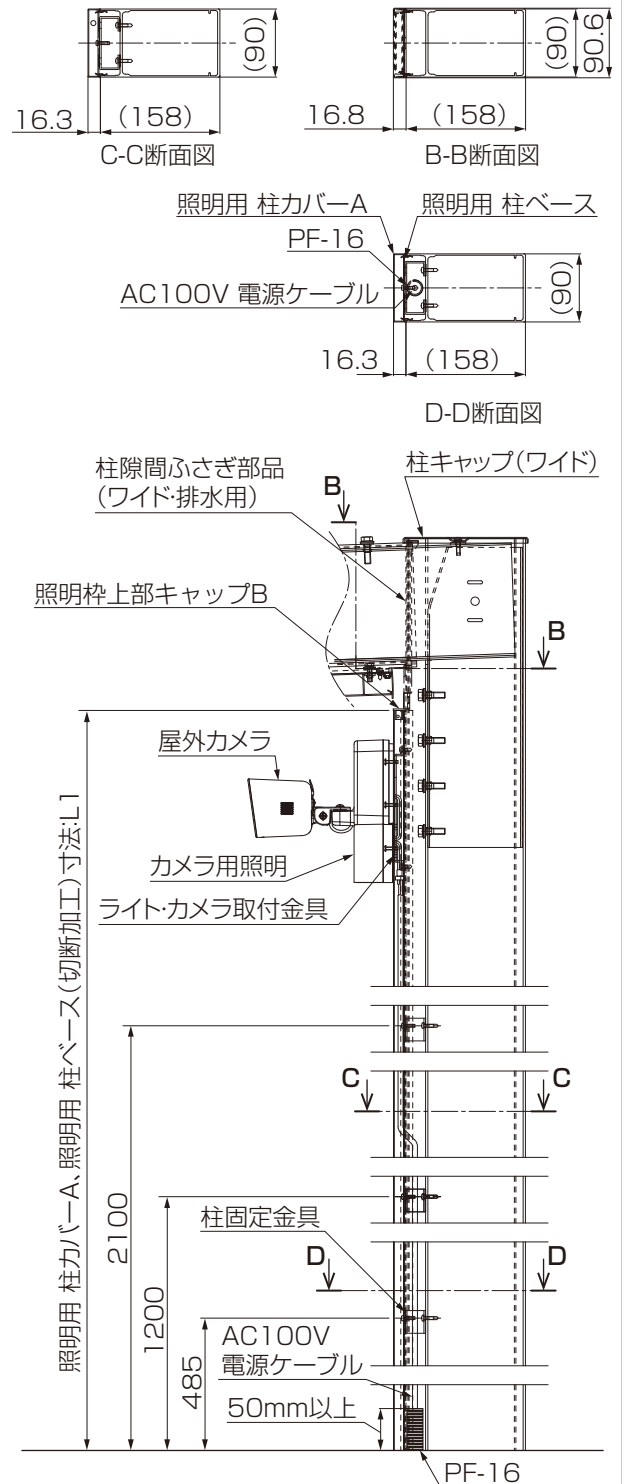 (90)
16.3
(158)
C-C断面図
(90)
90.6
16.8
(158)
B-B断面図
照明用 柱カバーA
照明用 柱ベース
PF-16
AC100V 電源ケーブル
(90)
16.3
(158)
D-D断面図
柱隙間ふさぎ部品
(ワイド・排水用)
B
柱キャップ(ワイド)
照明枠上部キャップB
B
屋外カメラ
カメラ用照明
ライト・カメラ取付金具
照明用 柱カバーA、照明用 柱ベース(切断加工)寸法:L1
2100
C
C
1200
柱固定金具
D
D
485
AC100V
電源ケーブル
50mm以上
PF-16